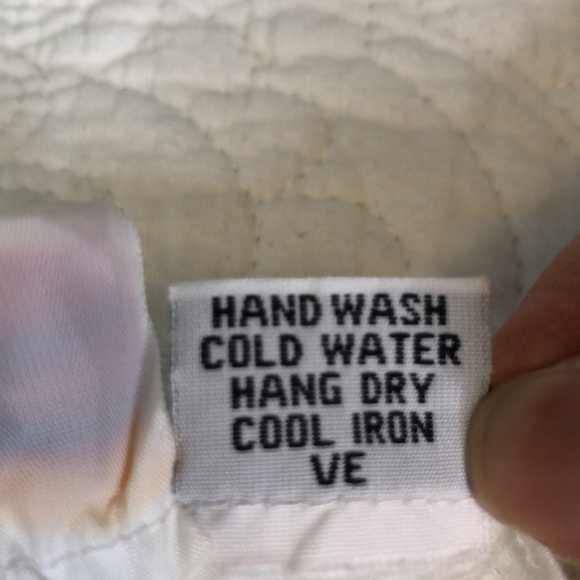 HAND WASH
COLD WATER
HANG DRY
COOL IRON
VE